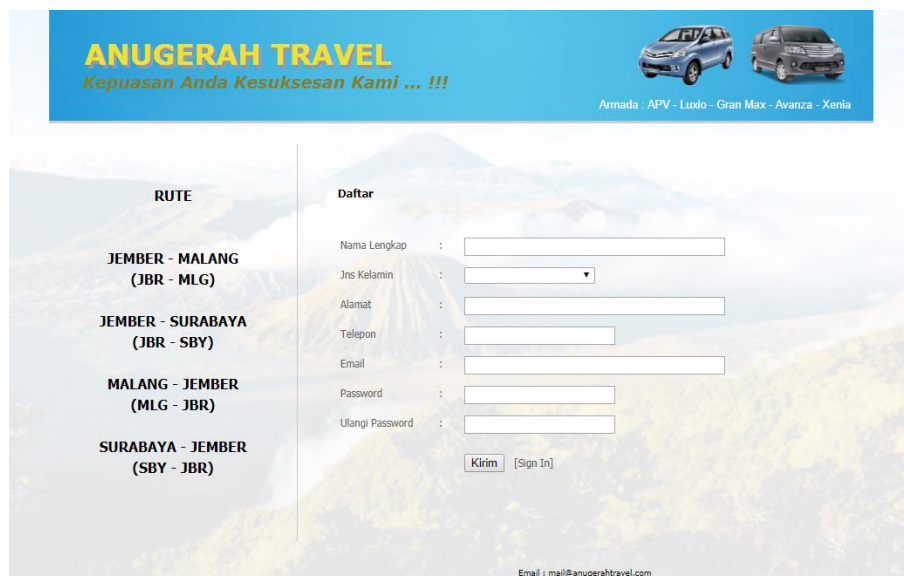 ANUGERAH TRAVEL
Kepuasan Anda Kesuksesan Kami ... !!!
Armada : APV - Luxio - Gran Max - Avanza - Xenia
RUTE
JEMBER - MALANG
(JBR - MLG)
JEMBER - SURABAYA
(JBR - SBY)
MALANG - JEMBER
(MLG - JBR)
SURABAYA - JEMBER
(SBY - JBR)
Daftar
Nama Lengkap :
Jns Kelamin :
Alamat :
Telepon :
Email :
Password :
Ulangi Password :
Kirim [Sign In]
Email : mail@anugerahtravel.com